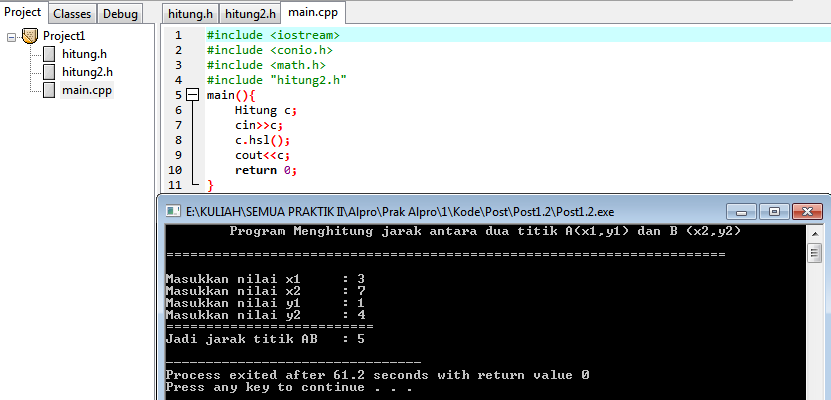 Project Classes Debug
Project1
hitung.h
hitung2.h
main.cpp
hitung.h hitung2.h main.cpp
1 #include <iostream>
2 #include <conio.h>
3 #include <math.h>
4 #include "hitung2.h"
5 main(){
6 Hitung c;
7 cin>>c;
8 c.hsl();
9 cout<<c;
10 return 0;
11 }
E:\KULIAH\SEMUA PRAKTIK II\Alpro\Prak Alpro\1\Kode\Post\Post1.2\Post1.2.exe
Program Menghitung jarak antara dua titik A(x1,y1) dan B (x2,y2)
======================================================================
Masukkan nilai x1 : 3
Masukkan nilai x2 : 7
Masukkan nilai y1 : 1
Masukkan nilai y2 : 4
==========================
Jadi jarak titik AB : 5
--------------------------------
Process exited after 61.2 seconds with return value 0
Press any key to continue . . .